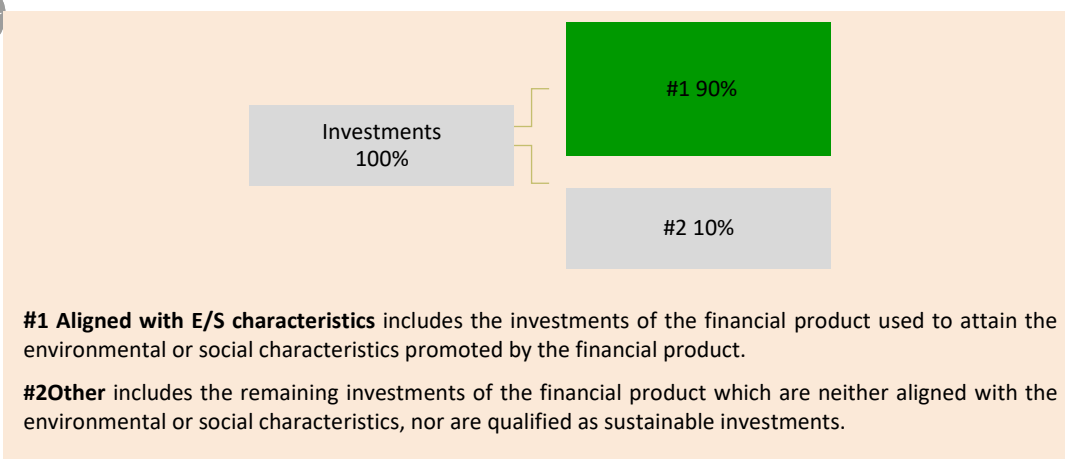 #1 90%
Investments
100%
#2 10%
#1 Aligned with E/S characteristics includes the investments of the financial product used to attain the
environmental or social characteristics promoted by the financial product.
#2Other includes the remaining investments of the financial product which are neither aligned with the
environmental or social characteristics, nor are qualified as sustainable investments.